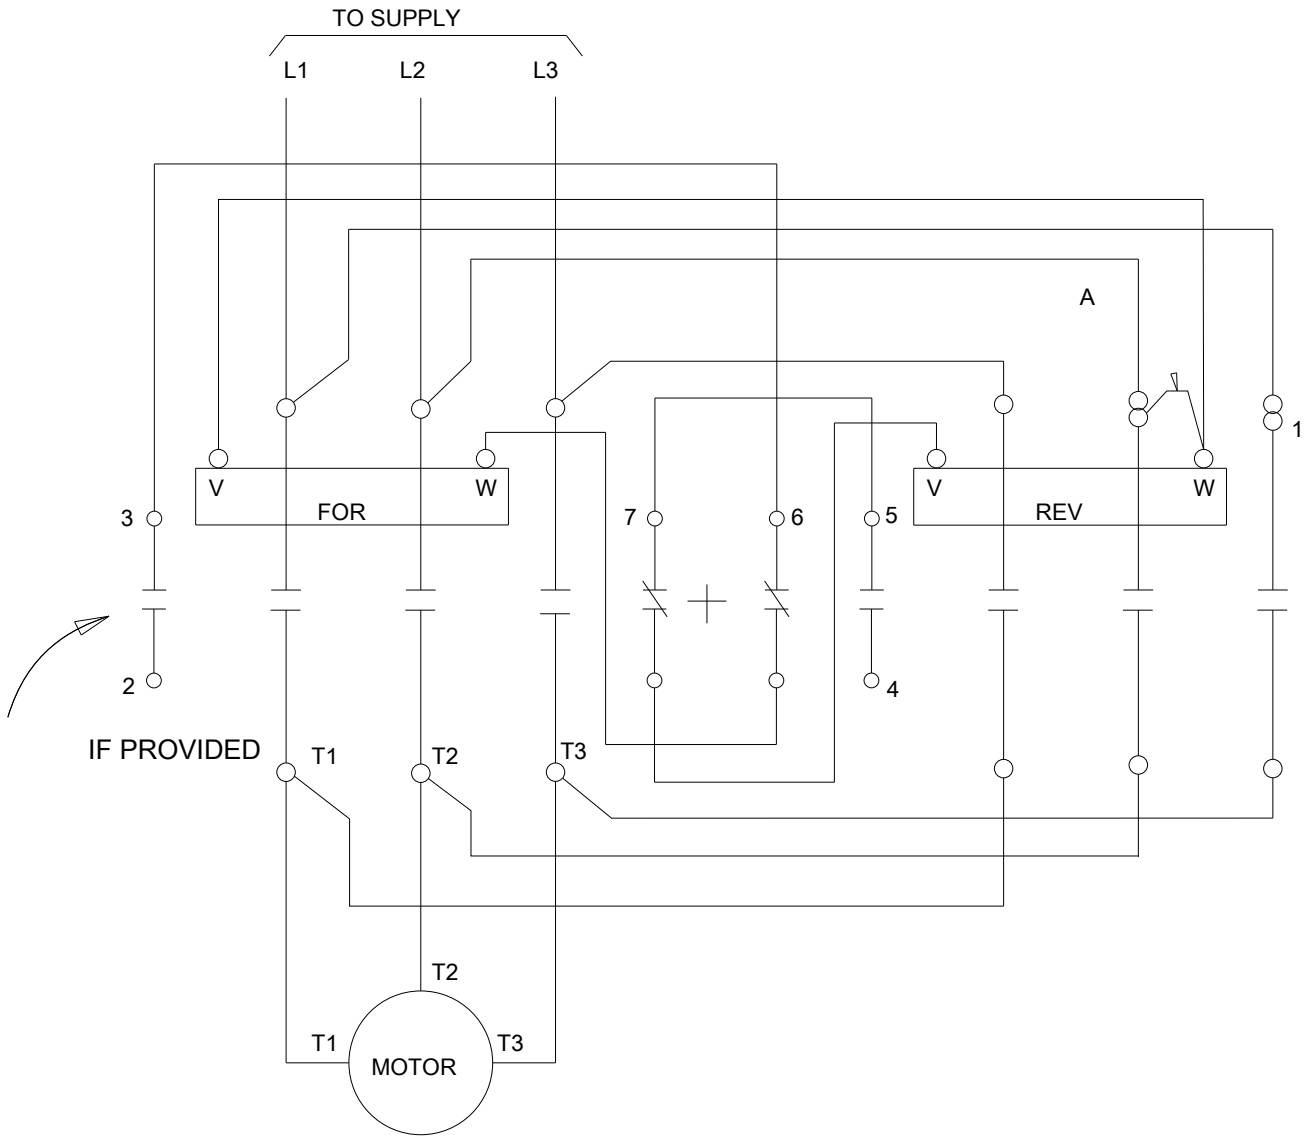 TO SUPPLY
L1 L2 L3
A
1
V W V W
FOR REV
3 7 6 5
2 4
IF PROVIDED T1 T2 T3
T2
T1 T3
MOTOR